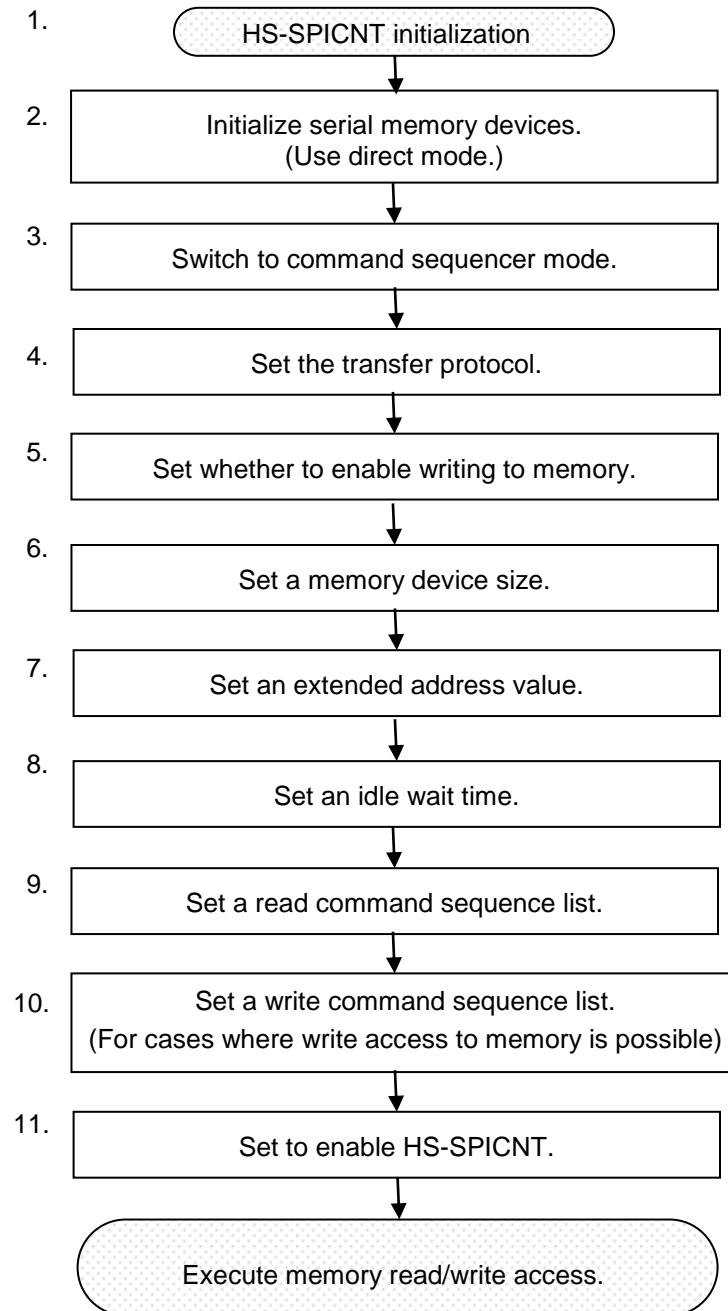 1.
HS-SPICNT initialization
2.
Initialize serial memory devices.
(Use direct mode.)
3.
Switch to command sequencer mode.
4.
Set the transfer protocol.
5.
Set whether to enable writing to memory.
6.
Set a memory device size.
7.
Set an extended address value.
8.
Set an idle wait time.
9.
Set a read command sequence list.
10.
Set a write command sequence list.
(For cases where write access to memory is possible)
11.
Set to enable HS-SPICNT.
Execute memory read/write access.